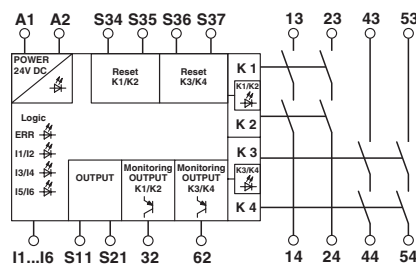 A1 A2 S34 S35 S36 S37 13 23 43 53
POWER
24V DC
Reset
K1/K2
Reset
K3/K4
K 1
K1/K2
K 2
Logic
ERR
I1/I2
I3/I4
I5/I6
K 3
K3/K4
K 4
OUTPUT
Monitoring
OUTPUT
K1/K2
Monitoring
OUTPUT
K3/K4
I1...I6 S11 S21 32 62 14 24 44 54